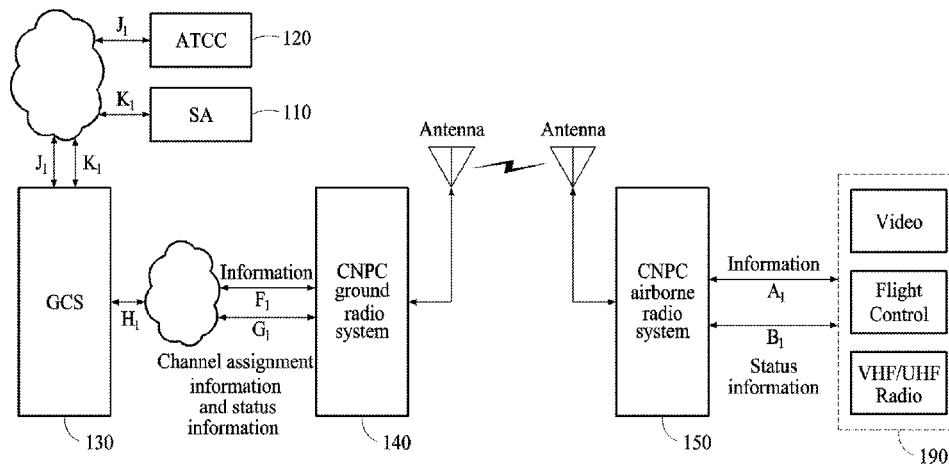 J1
ATCC
120
K1
SA
110
J1
K1
Antenna
Antenna
GCS
H1
Information
F1
G1
Channel assignment
information
and status
information
CNPC
ground
radio
system
CNPC
airborne
radio
system
Information
A1
B1
Status
information
Video
Flight
Control
VHF/UHF
Radio
130
140
150
190